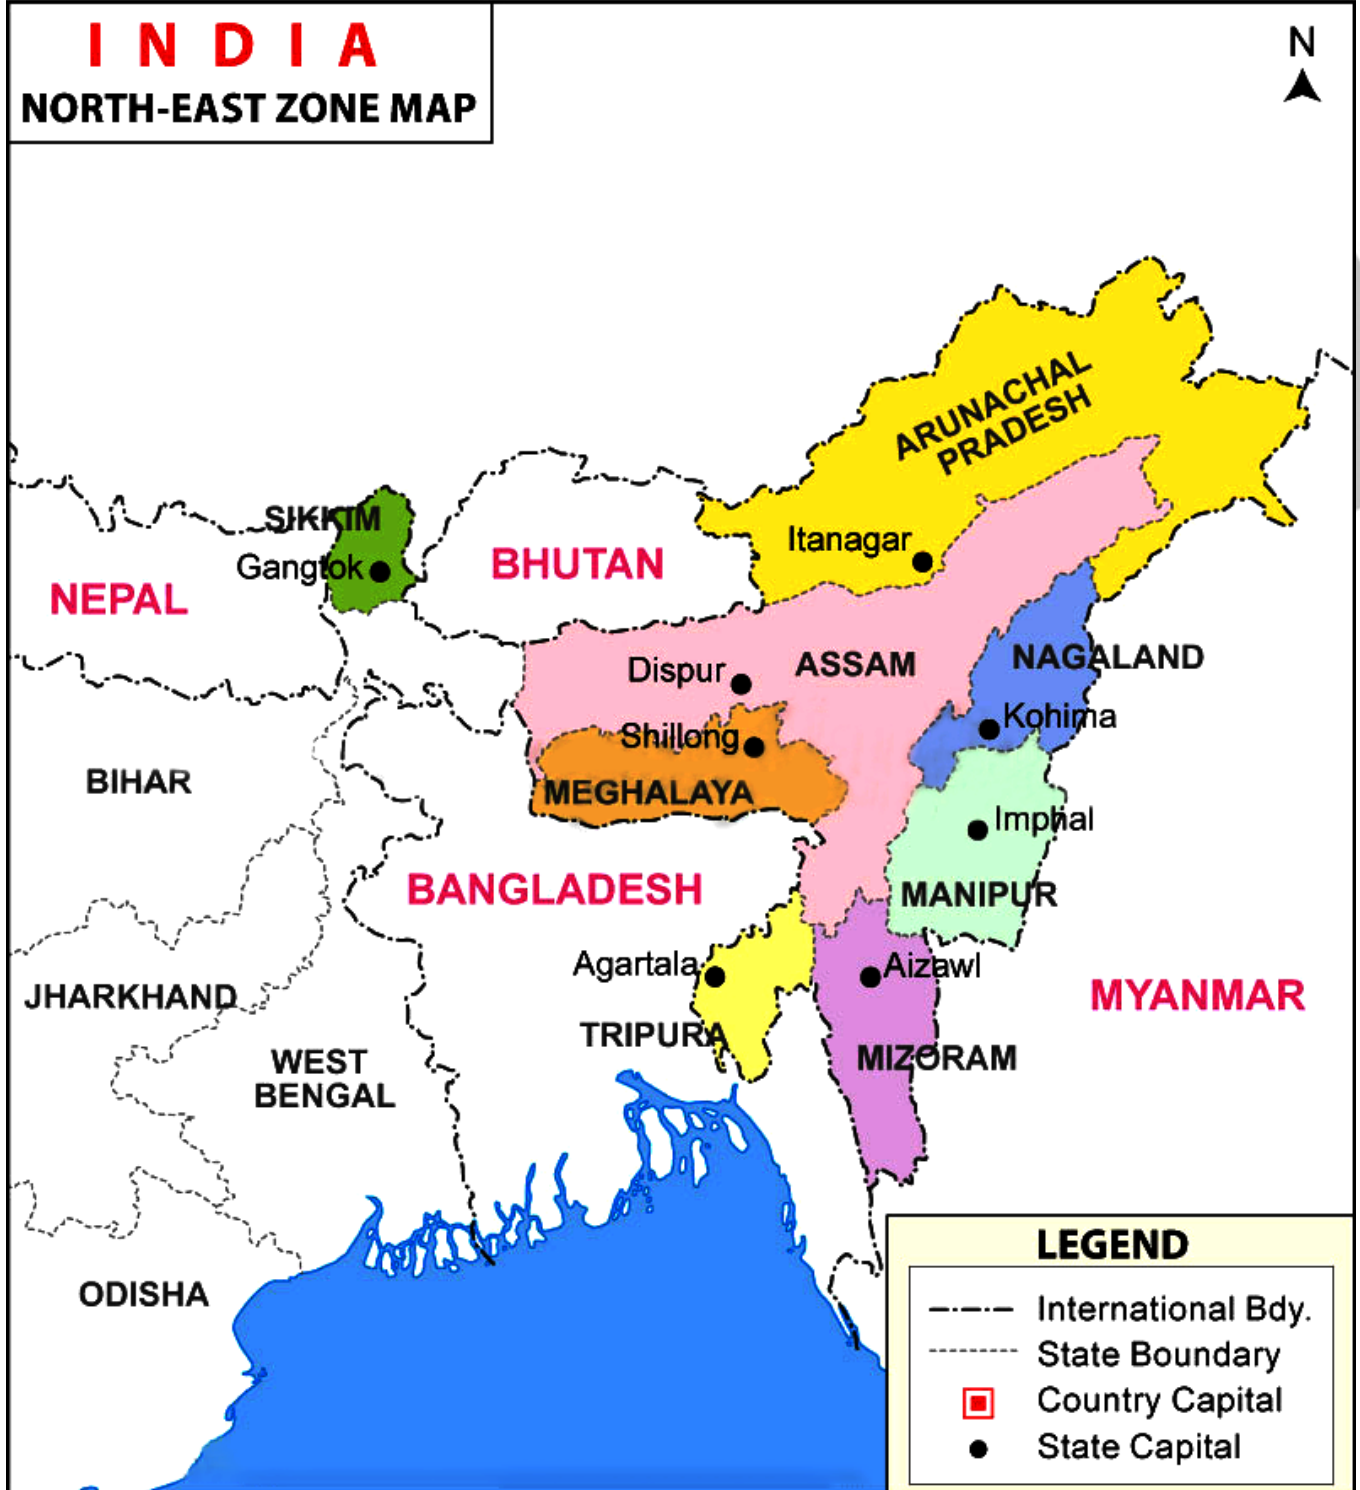 INDIA
NORTH-EAST ZONE MAP
N
ARUNACHAL
PRADESH
SIKKIM
Itanagar
Gangtok
BHUTAN
NEPAL
Dispur
ASSAM
NAGALAND
Kohima
Shillong
BIHAR
MEGHALAYA
Imphal
BANGLADESH
MANIPUR
Agartala
Aizawl
JHARKHAND
MYANMAR
TRIPURA
WEST
BENGAL
MIZORAM
ODISHA
LEGEND
International Bdy.
State Boundary
Country Capital
State Capital